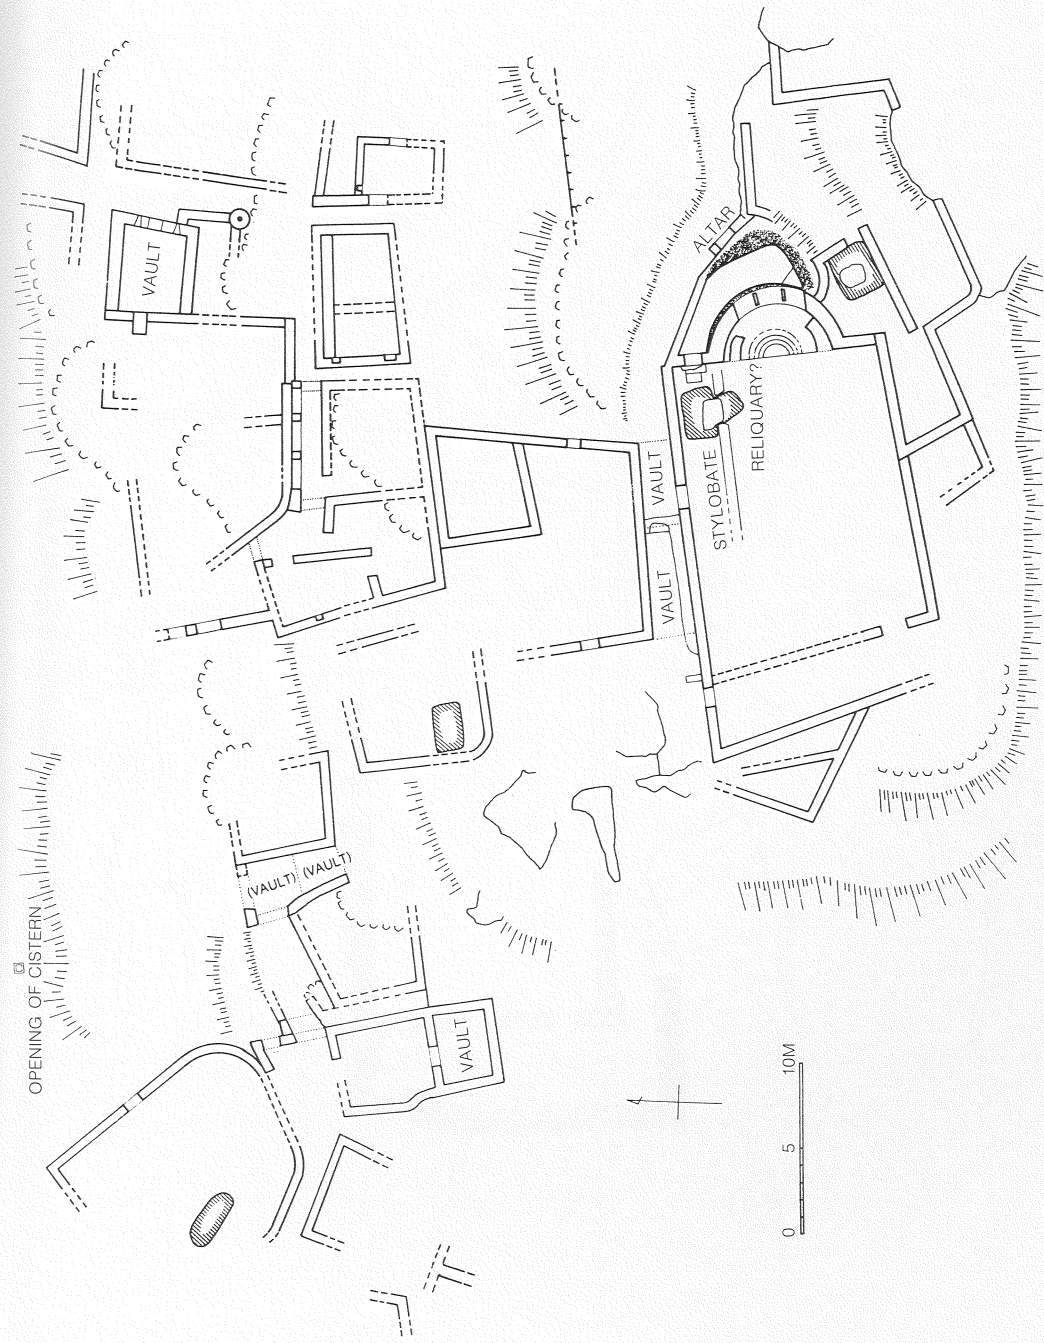 VAULT
ALTAR
RELIQUARY?
STYLOBATE
VAULT
VAULT
(VAULT)
(VAULT)
OPENING OF CISTERN
VAULT
0 5 10M